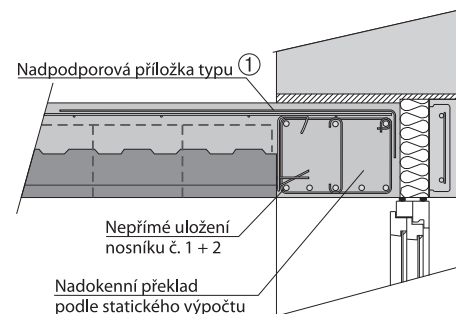 Nadpodporová příložka typu ①
Nepřímé uložení
nosníku č. 1 + 2
Nadokenní překlad
podle statického výpočtu